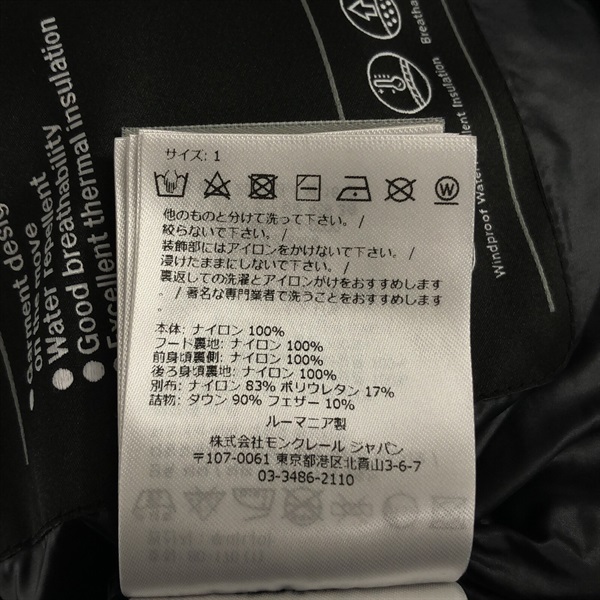 サイズ: 1
W
他のものと分けて洗って下さい。 /
絞らないで下さい。 /
装飾部にはアイロンをかけないで下さい。 /
浸けたままにしないで下さい。 /
裏返しての洗濯とアイロンがけをおすすめします
。 / 著名な専門業者で洗うことをおすすめします
。
本体: ナイロン 100%
フード裏地: ナイロン 100%
前身頃裏側: ナイロン 100%
後ろ身頃裏地: ナイロン 100%
別布: ナイロン 83% ポリウレタン 17%
詰物: ダウン 90% フェザー 10%
ルーマニア製
株式会社モンクレール ジャパン
〒107-0061 東京都港区北青山3-6-7
03-3486-2110
garment desig
on the move
Water repellent
Good breathability
Excellent thermal insulation
Breatha
Windproof Wate
lent Insulation